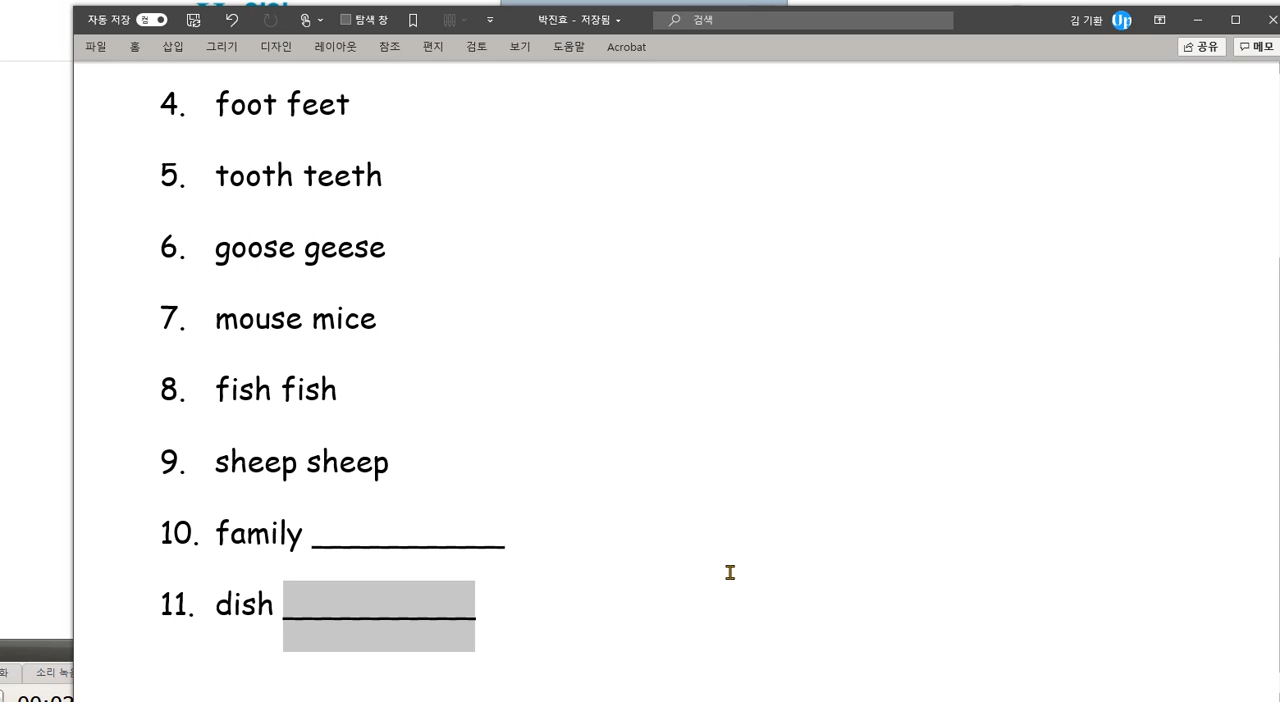 자동 저장 켬 탐색 창 박진효 - 저장됨 검색 김 기환 Up
파일 홈 삽입 그리기 디자인 레이아웃 참조 편지 검토 보기 도움말 Acrobat 공유 메모
4. foot feet
5. tooth teeth
6. goose geese
7. mouse mice
8. fish fish
9. sheep sheep
10. family ___________
11. dish ___________
화 소리 녹음